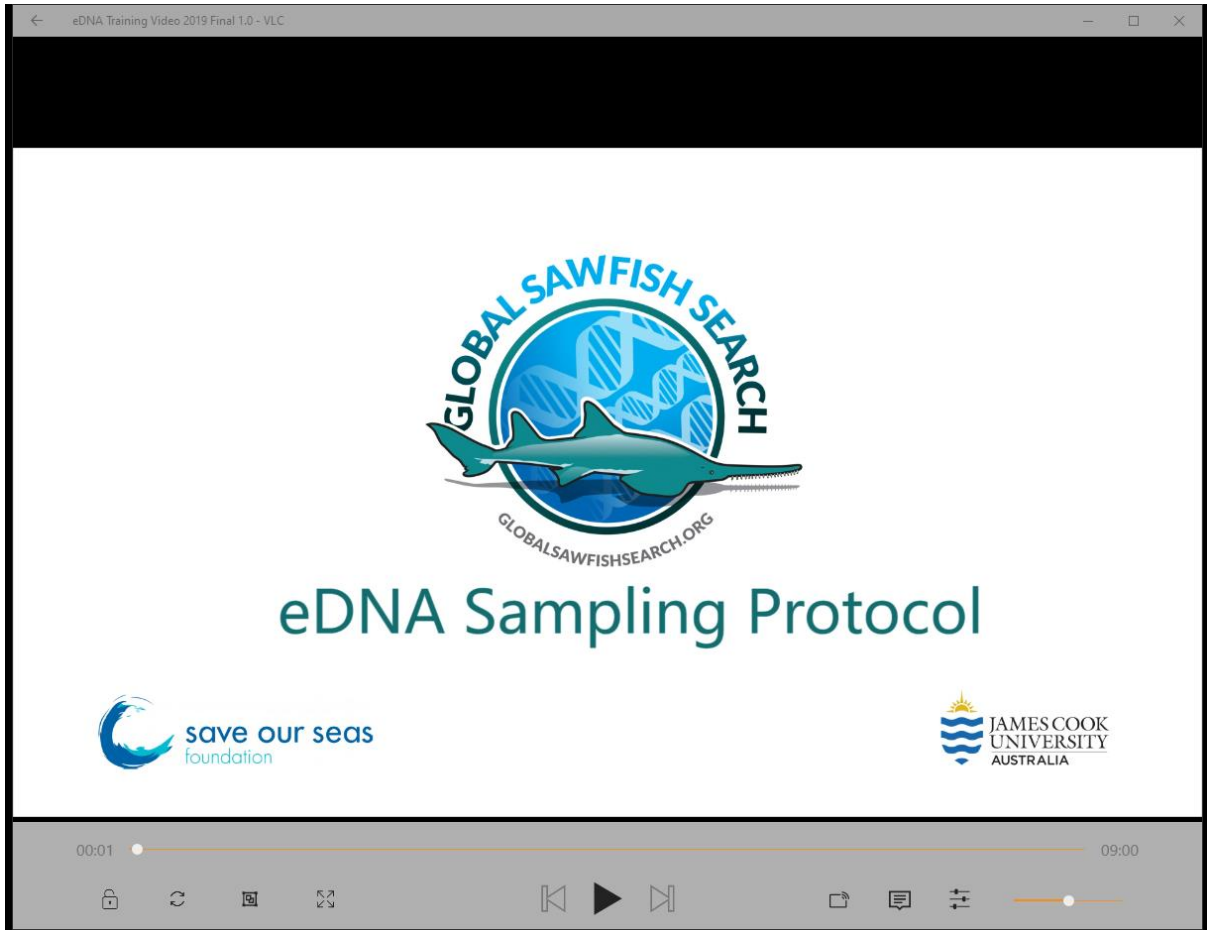 eDNA Training Video 2019 Final 1.0 - VLC
GLOBAL SAWFISH SEARCH
GLOBALSAWFISHSEARCH.ORG
eDNA Sampling Protocol
save our seas
foundation
JAMES COOK
UNIVERSITY
AUSTRALIA
00:01
09:00